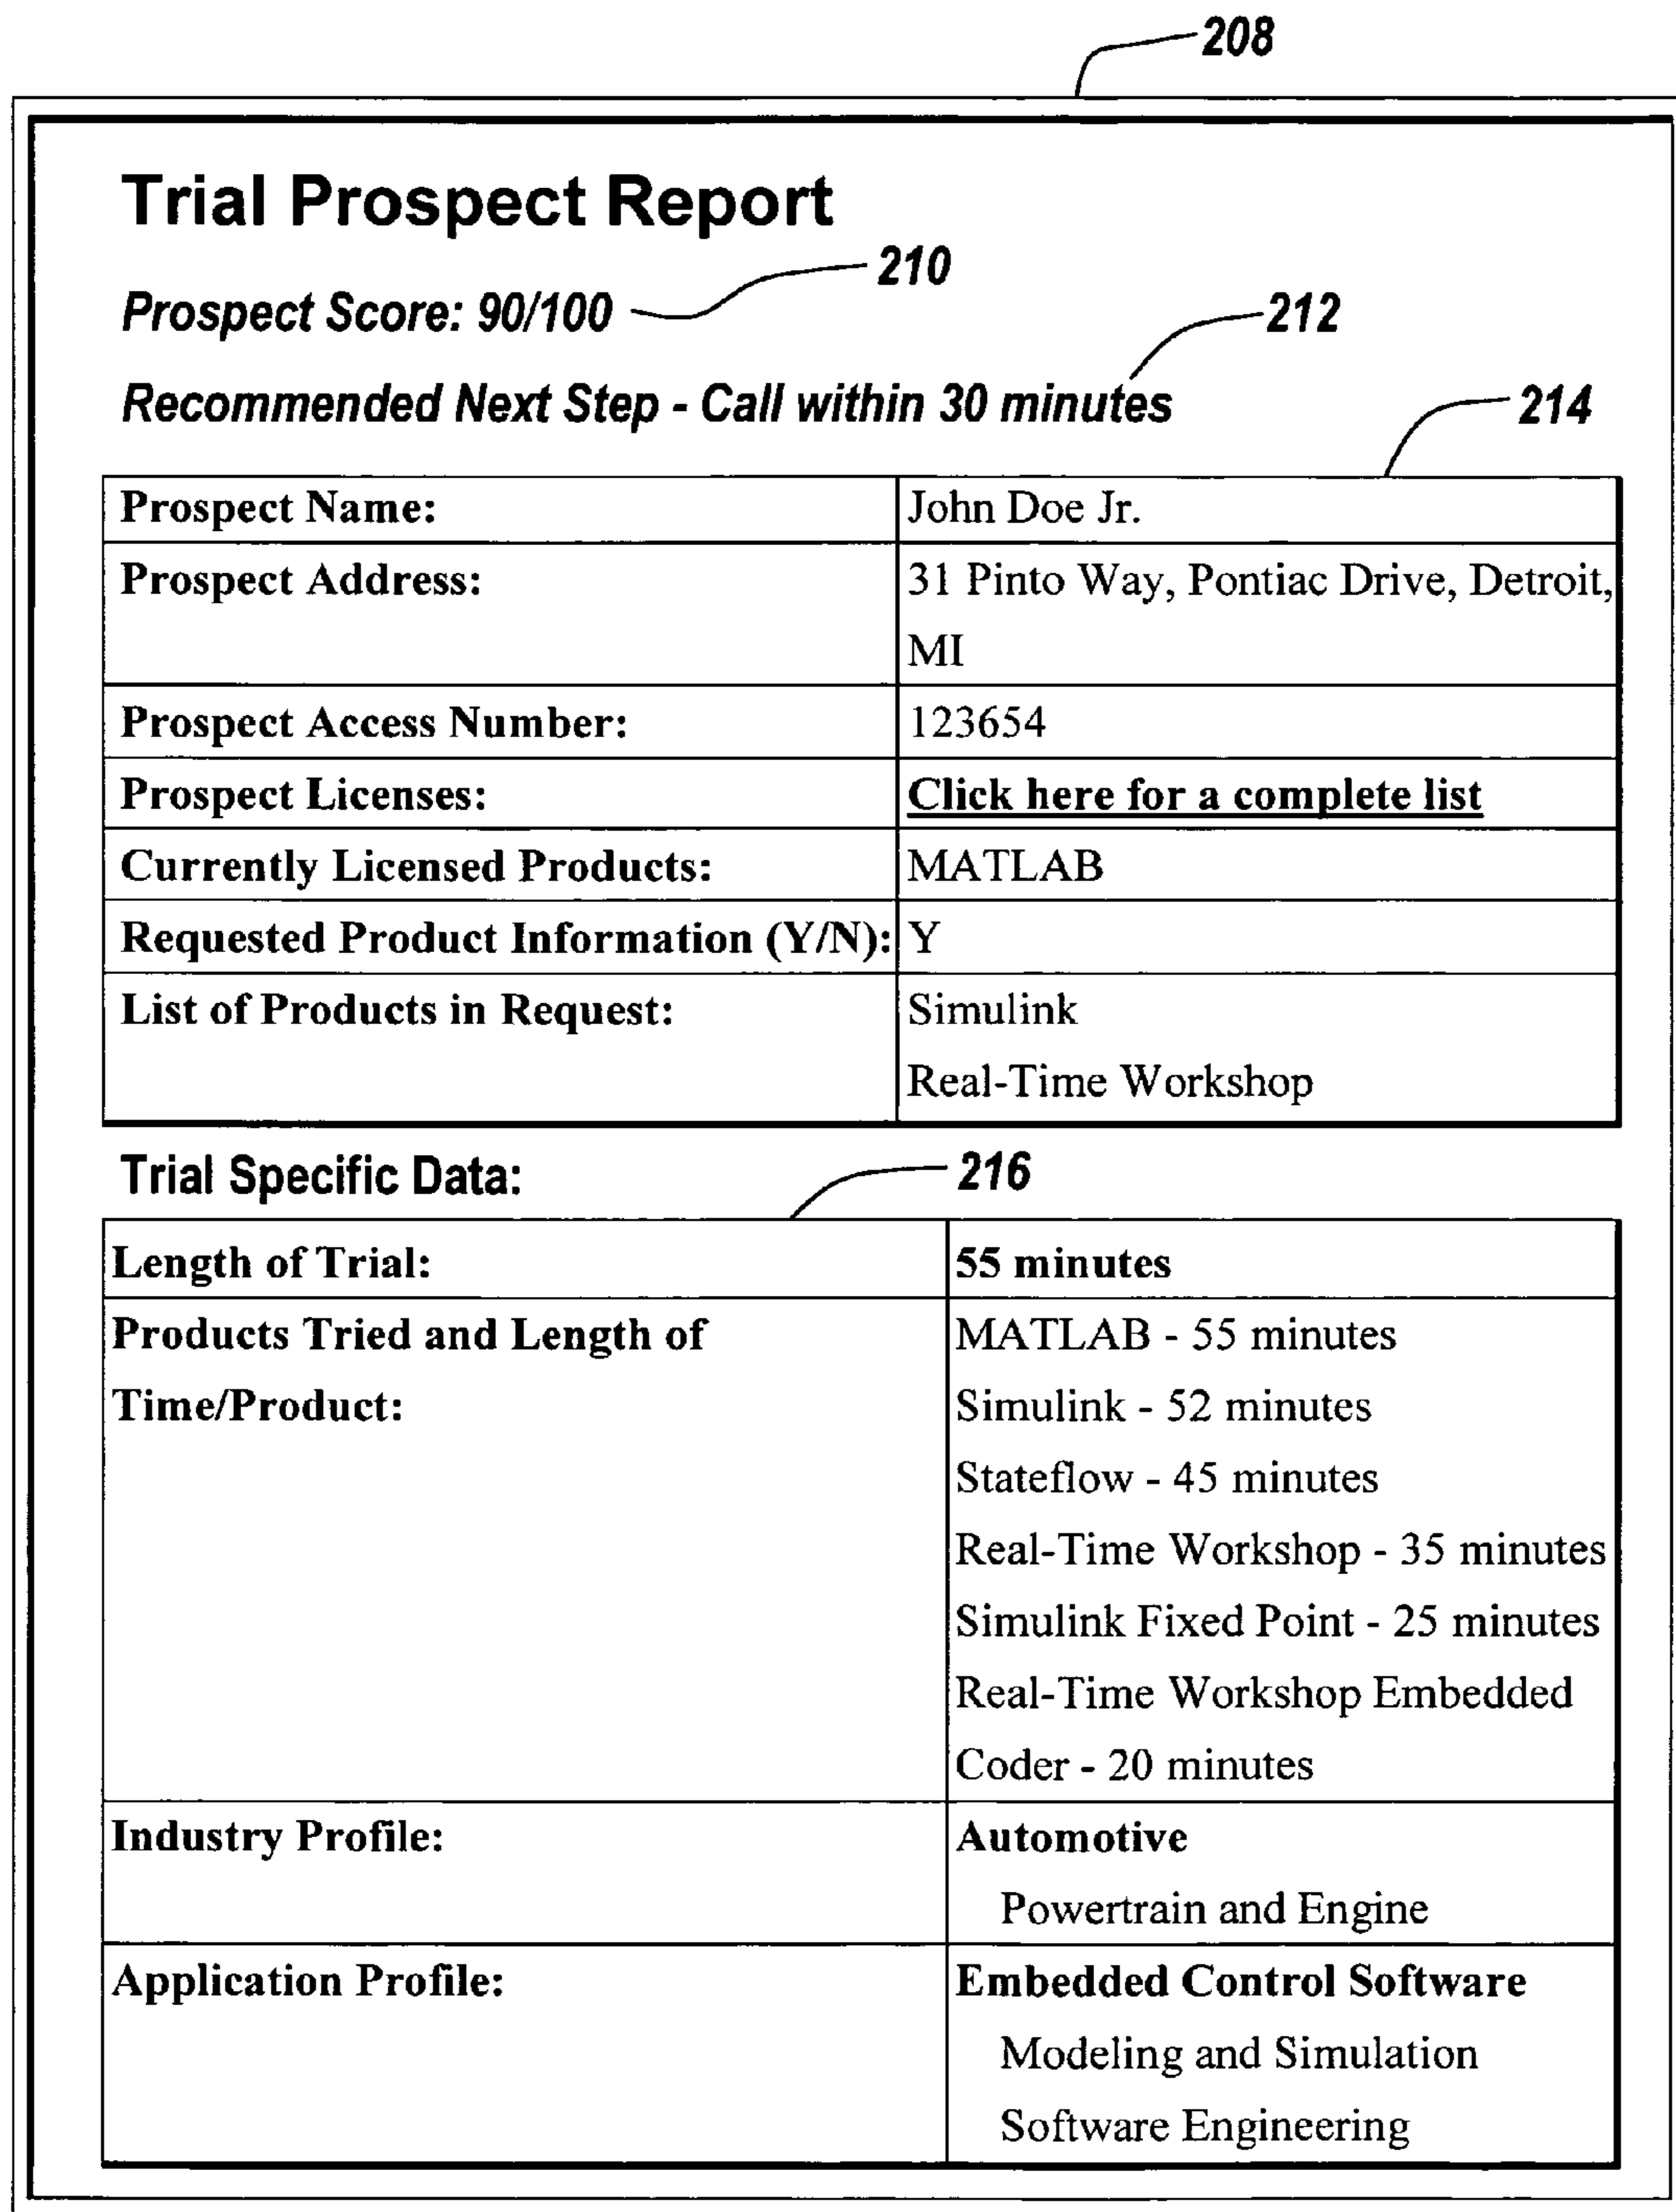 208
Trial Prospect Report
210
Prospect Score: 90/100
212
Recommended Next Step - Call within 30 minutes
214
Prospect Name: John Doe Jr.
Prospect Address: 31 Pinto Way, Pontiac Drive, Detroit,
MI
Prospect Access Number: 123654
Prospect Licenses: Click here for a complete list
Currently Licensed Products: MATLAB
Requested Product Information (Y/N): Y
List of Products in Request: Simulink
Real-Time Workshop
Trial Specific Data: 216
Length of Trial: 55 minutes
Products Tried and Length of MATLAB - 55 minutes
Time/Product: Simulink - 52 minutes
Stateflow - 45 minutes
Real-Time Workshop - 35 minutes
Simulink Fixed Point - 25 minutes
Real-Time Workshop Embedded
Coder - 20 minutes
Industry Profile: Automotive
Powertrain and Engine
Application Profile: Embedded Control Software
Modeling and Simulation
Software Engineering